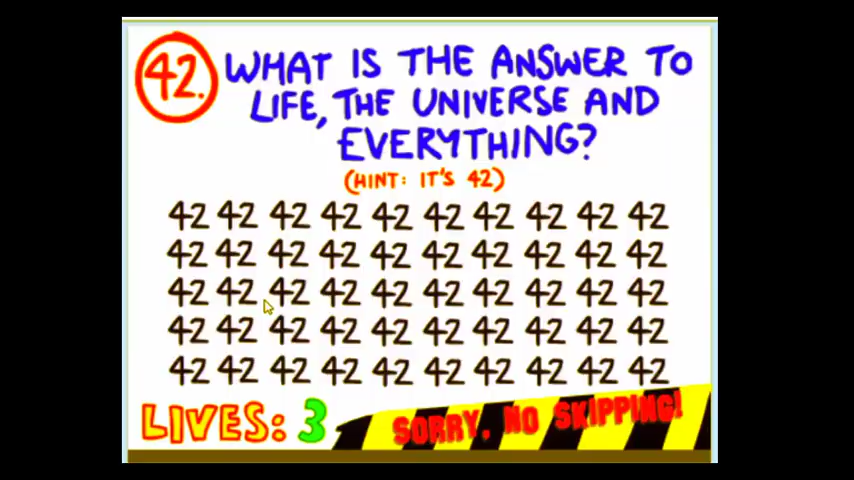 42. WHAT IS THE ANSWER TO
LIFE, THE UNIVERSE AND
EVERYTHING?
(HINT: IT'S 42)
42 42 42 42 42 42 42 42 42 42
42 42 42 42 42 42 42 42 42 42
42 42 42 42 42 42 42 42 42 42
42 42 42 42 42 42 42 42 42 42
42 42 42 42 42 42 42 42 42 42
LIVES: 3
SORRY, NO SKIPPING!